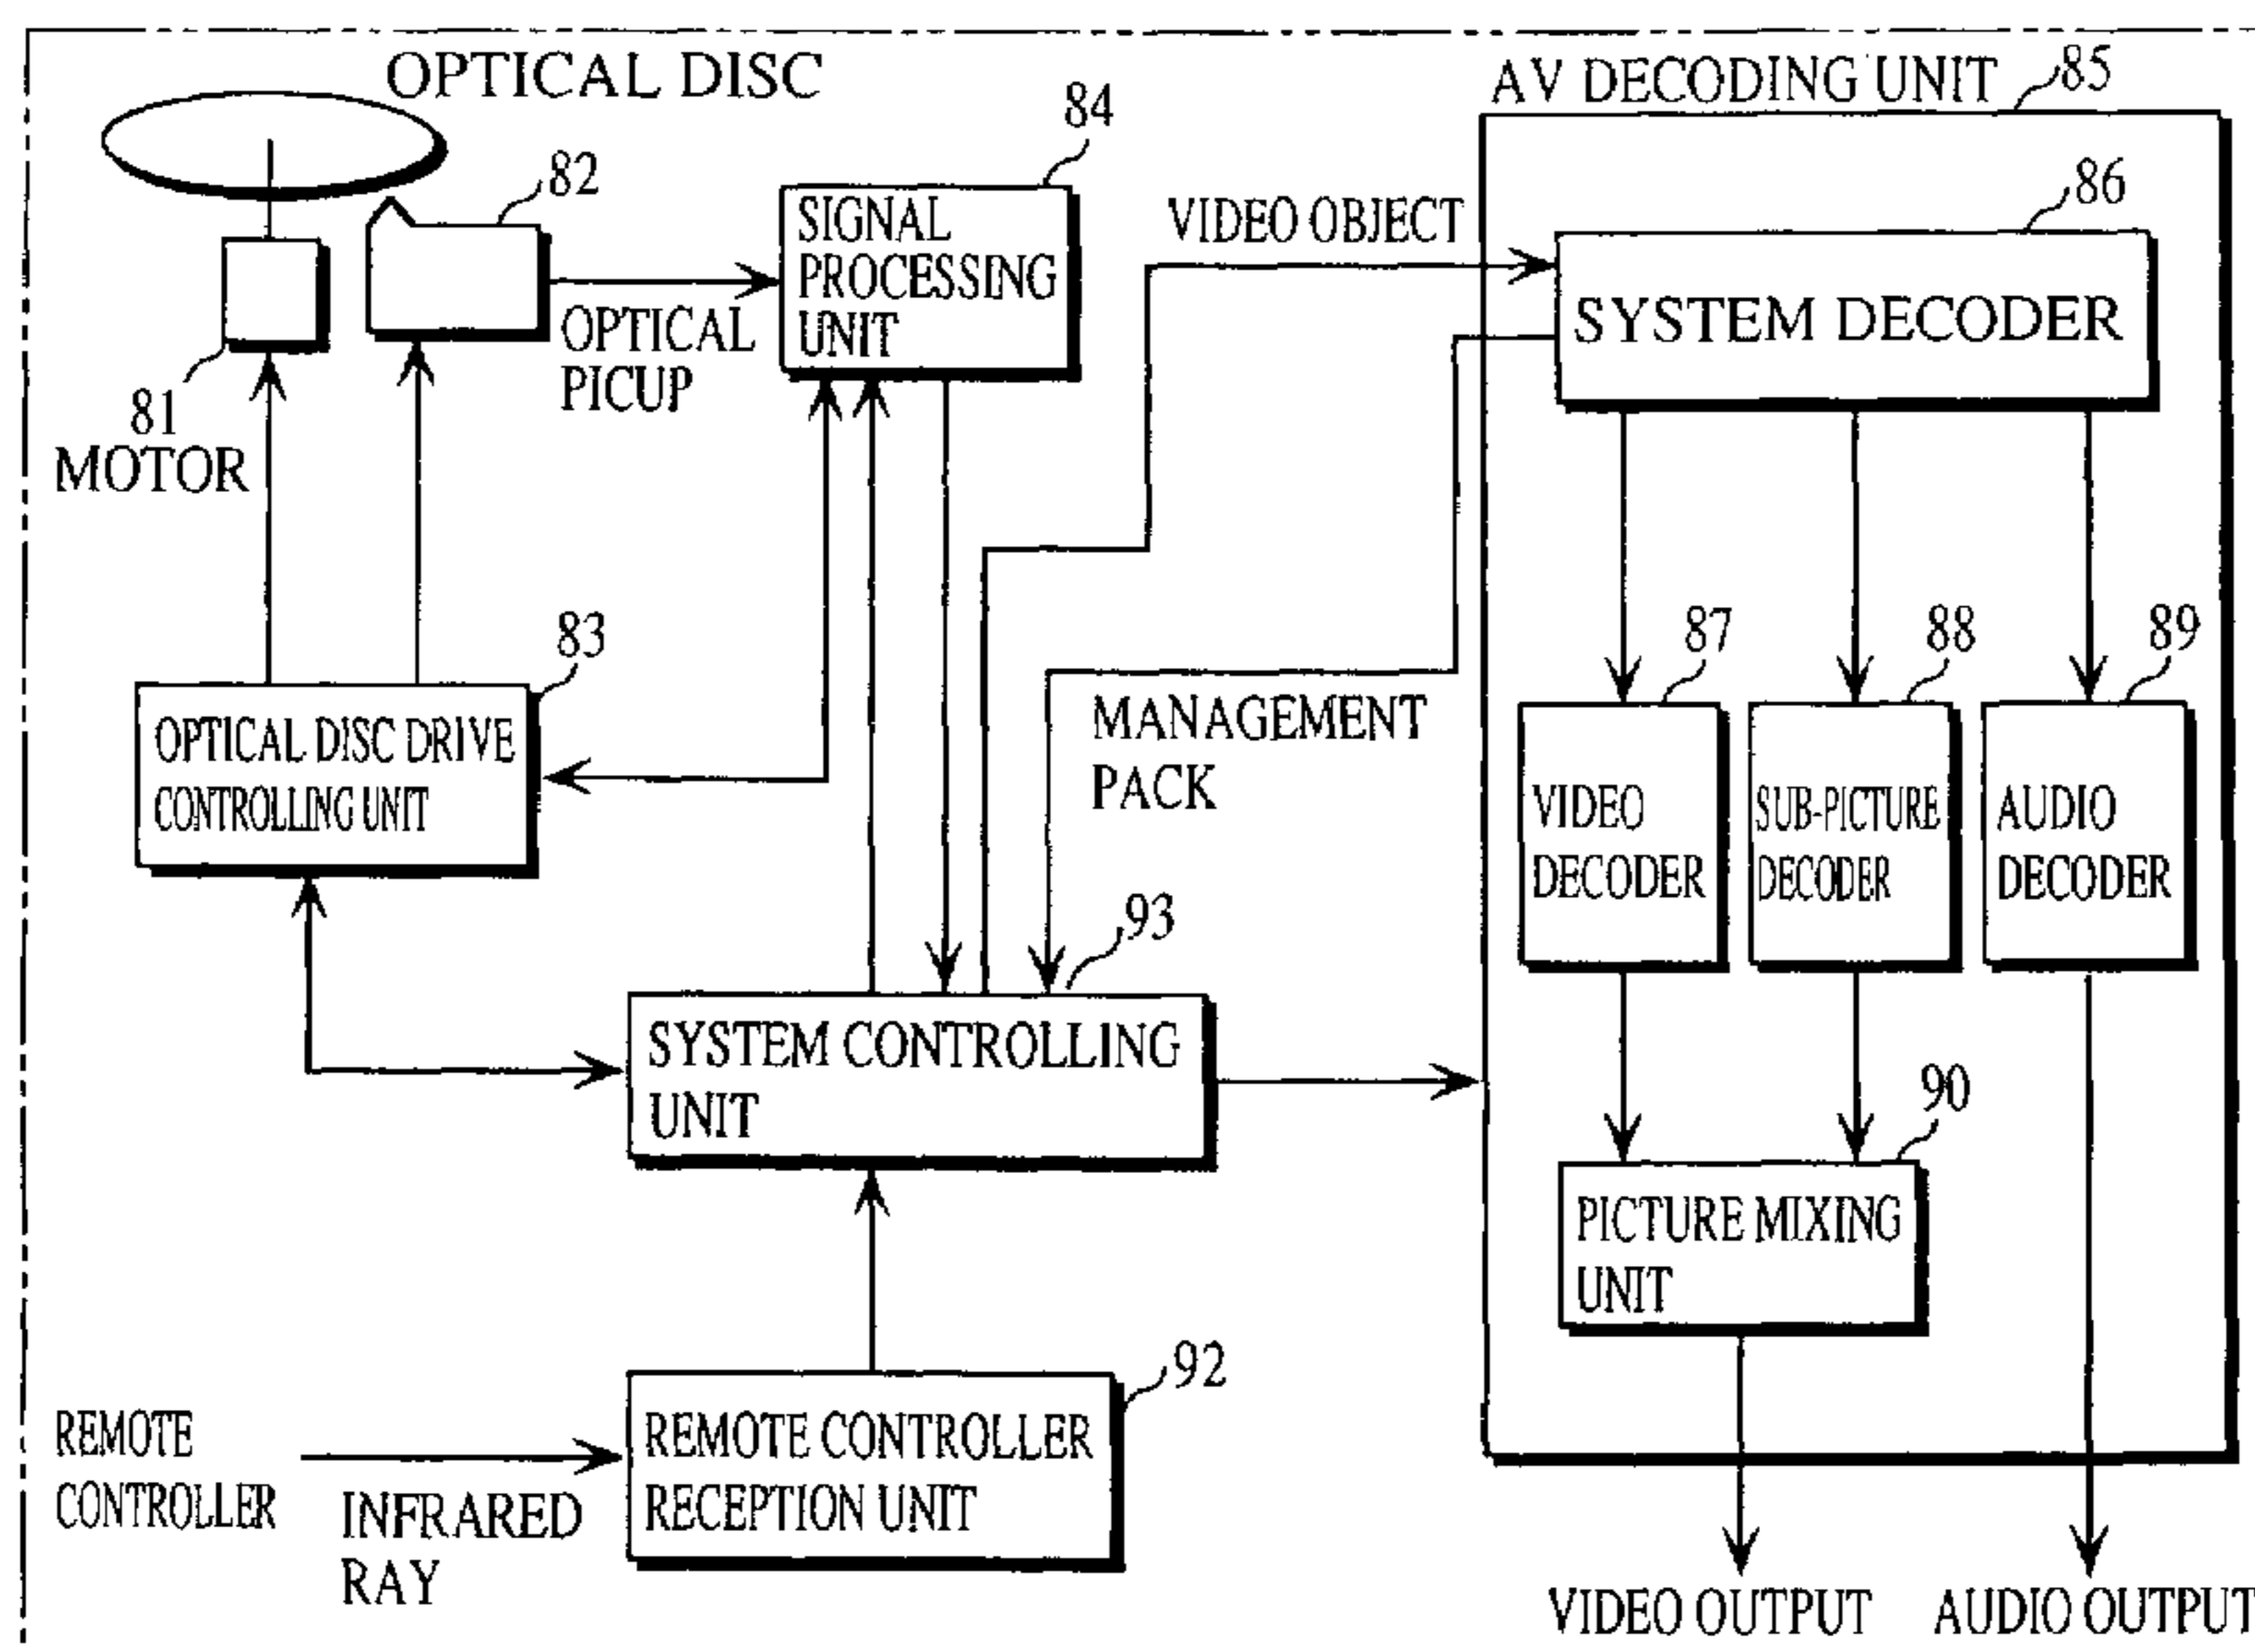 OPTICAL DISC
AV DECODING UNIT
85
84
82
86
SIGNAL
PROCESSING
UNIT
VIDEO OBJECT
SYSTEM DECODER
OPTICAL
PICUP
81
MOTOR
83
87
88
89
OPTICAL DISC DRIVE
CONTROLLING UNIT
MANAGEMENT
PACK
VIDEO
DECODER
SUB-PICTURE
DECODER
AUDIO
DECODER
93
SYSTEM CONTROLLING
UNIT
90
PICTURE MIXING
UNIT
92
REMOTE
CONTROLLER
INFRARED
RAY
REMOTE CONTROLLER
RECEPTION UNIT
VIDEO OUTPUT
AUDIO OUTPUT